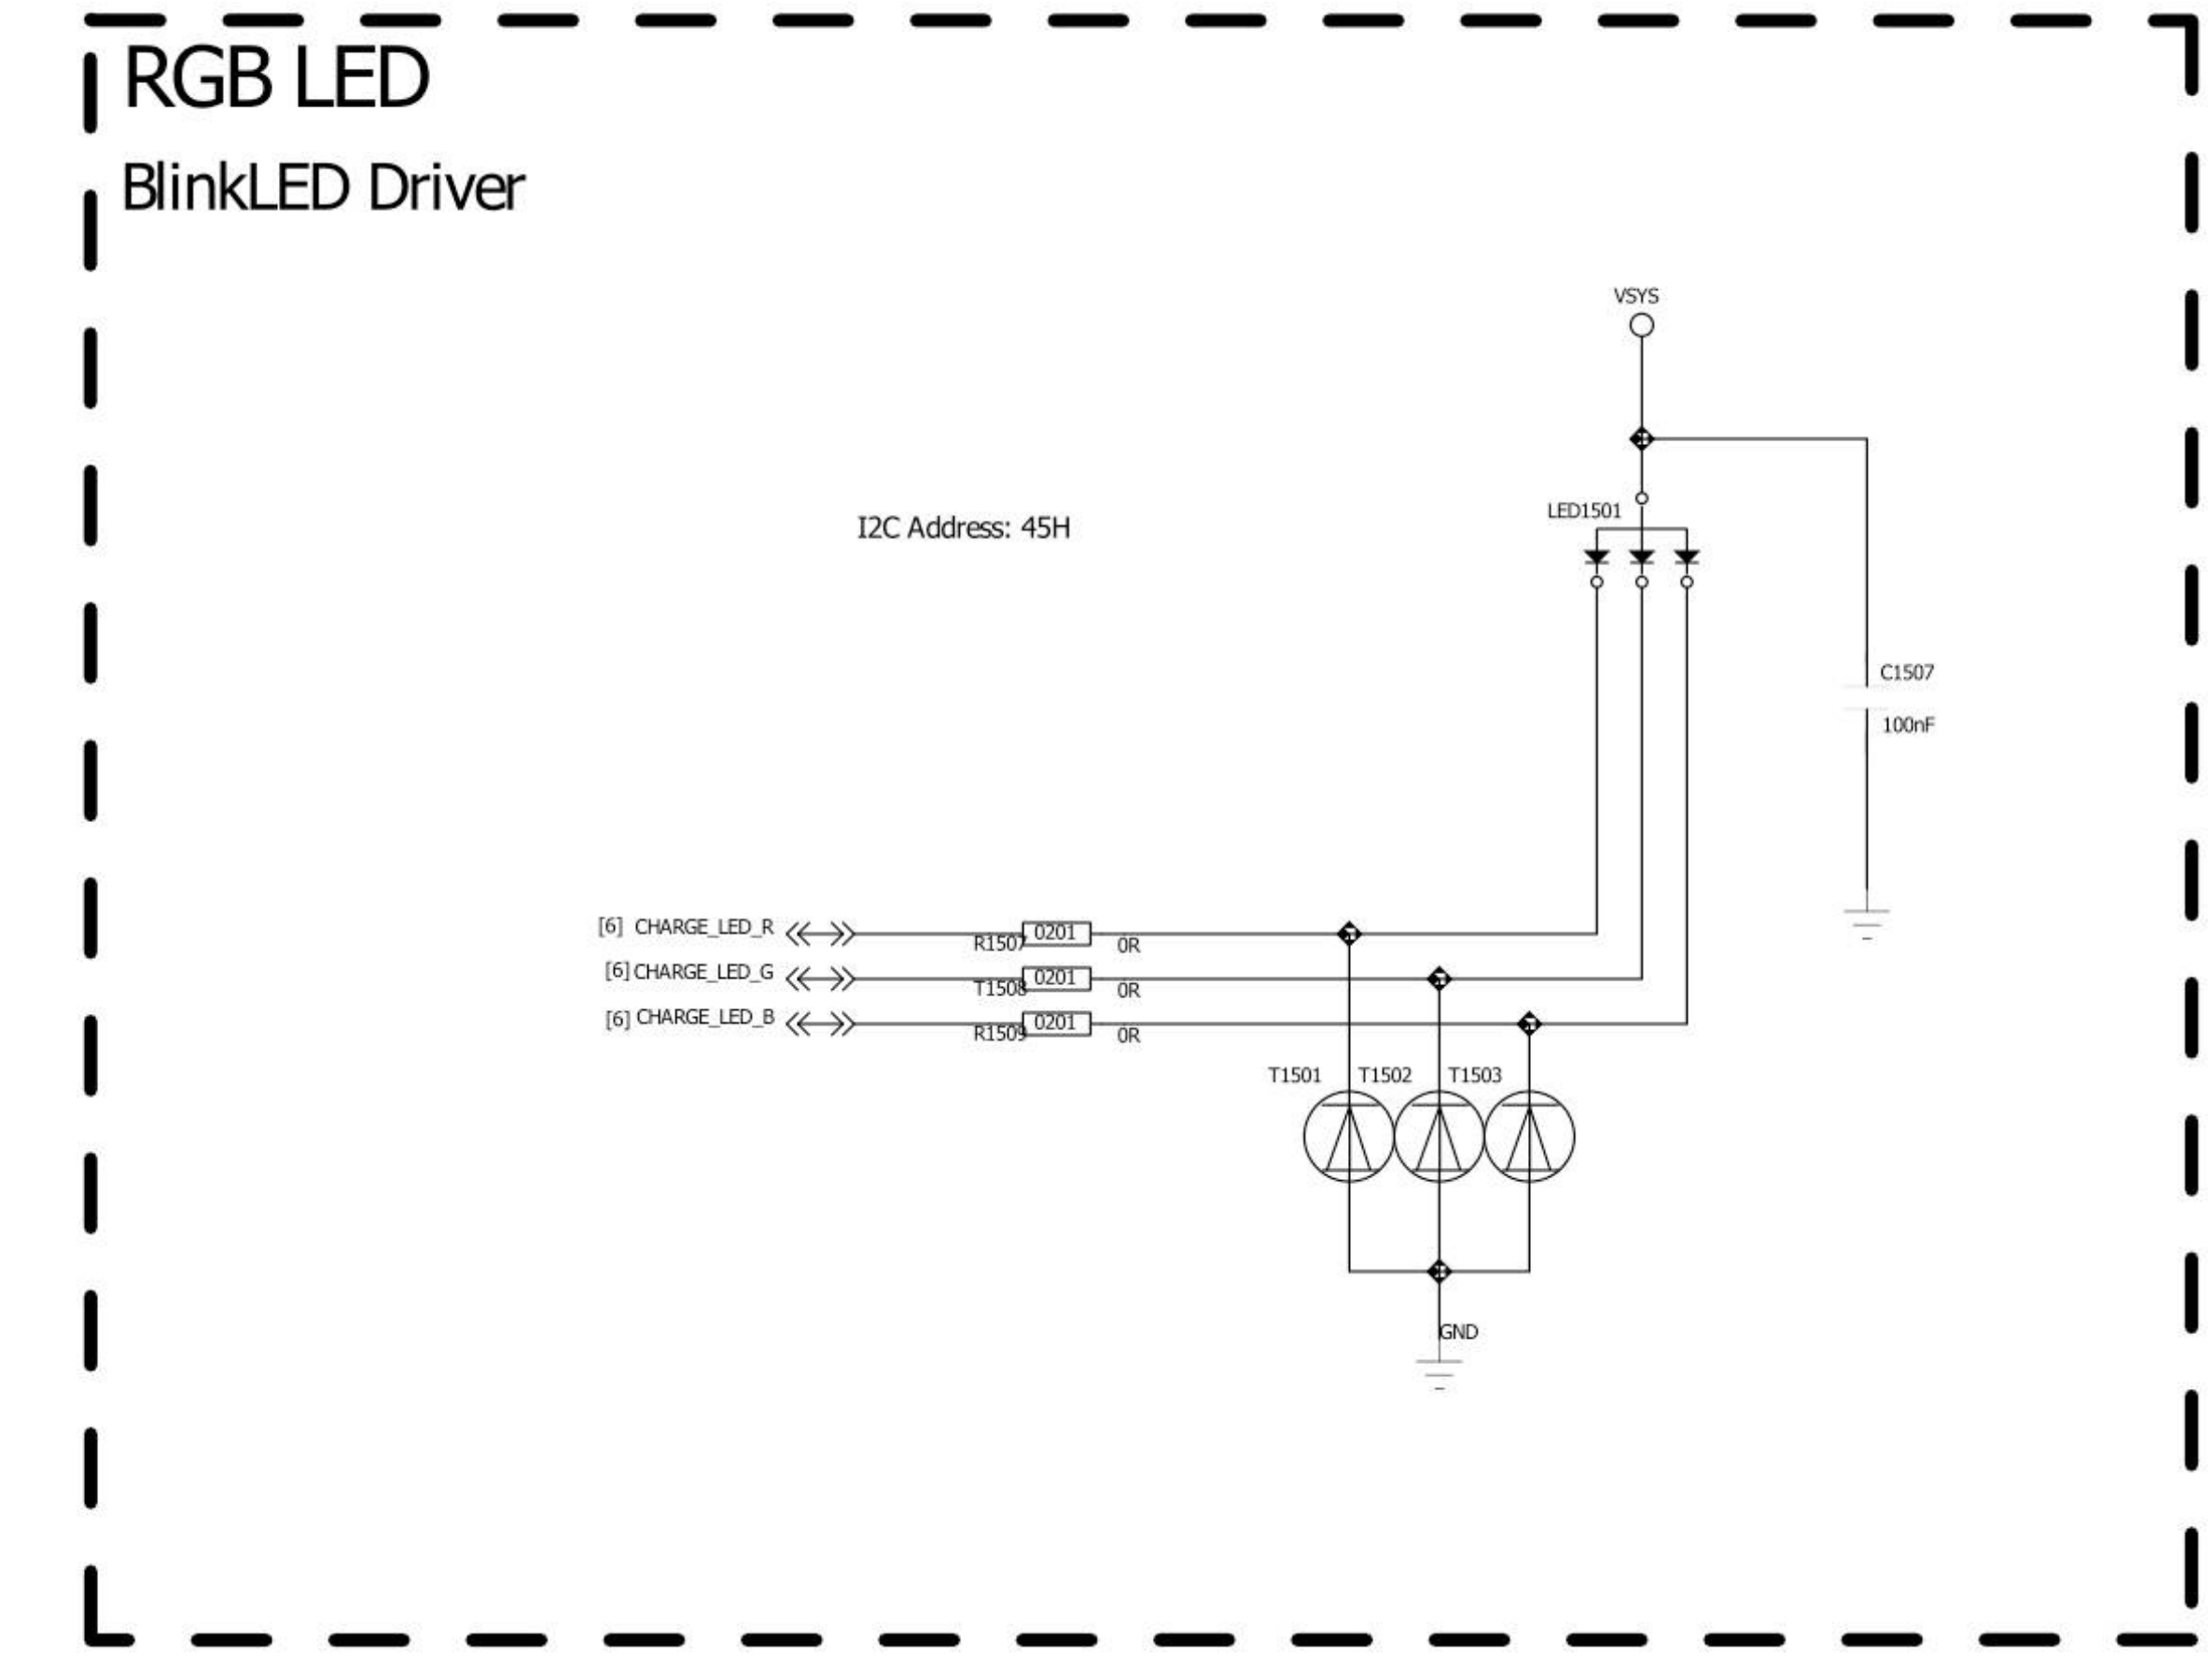 RGB LED
BlinkLED Driver
VSYS
I2C Address: 45H
LED1501
C1507
100nF
[6] CHARGE_LED_R
R1507
0201
0R
[6] CHARGE_LED_G
T1508
0201
0R
[6] CHARGE_LED_B
R1509
0201
0R
T1501
T1502
T1503
GND